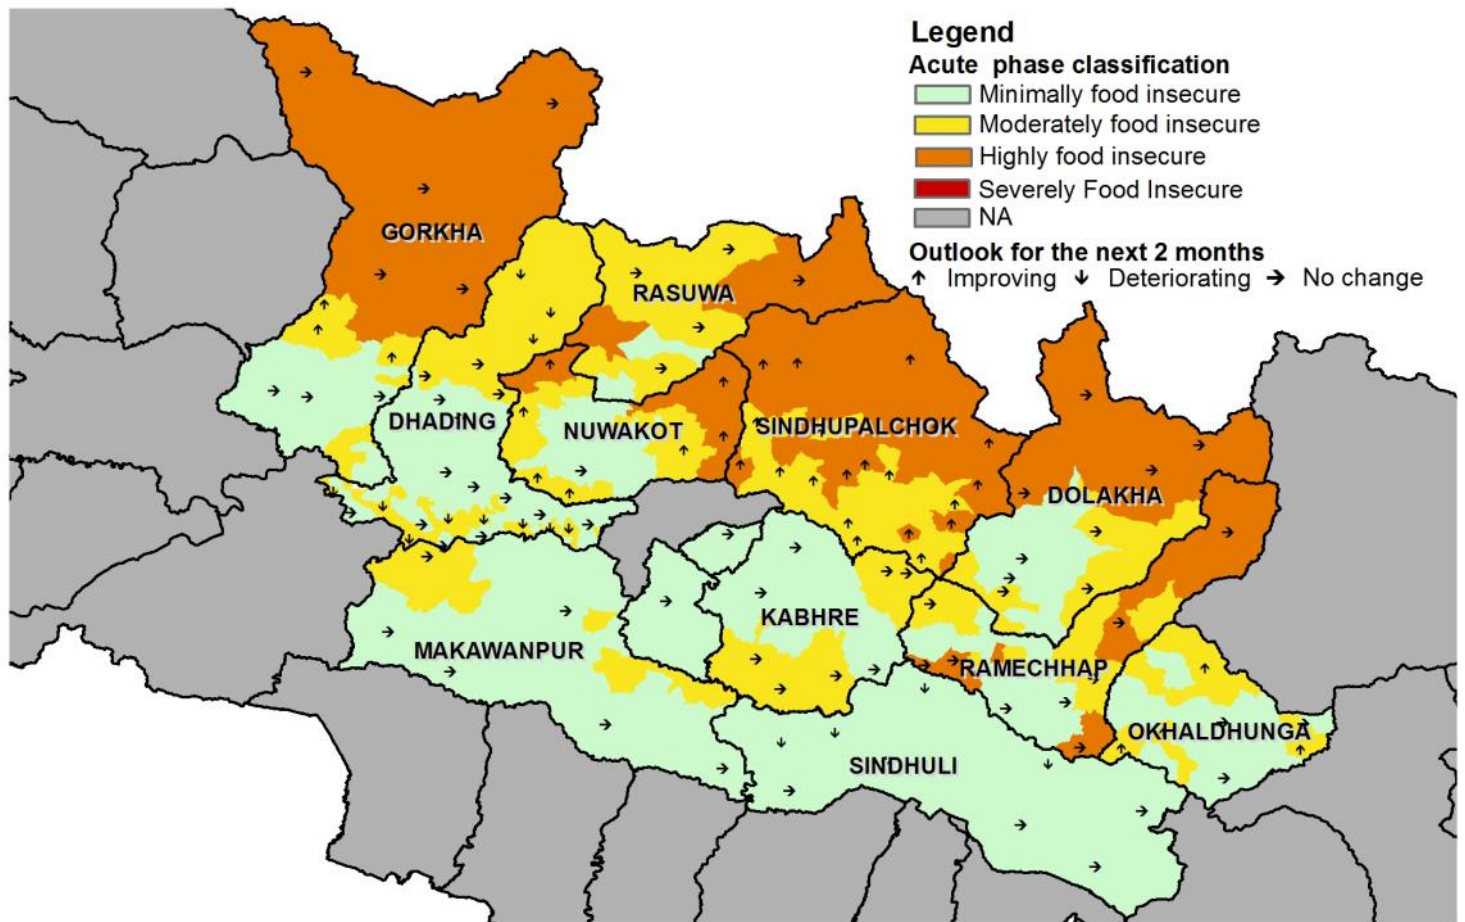 Legend
Acute phase classification
Minimally food insecure
Moderately food insecure
Highly food insecure
Severely Food Insecure
NA
Outlook for the next 2 months
Improving Deteriorating No change
GORKHA
RASUWA
DHADING
NUWAKOT
SINDHUPALCHOK
DOLAKHA
KABHRE
MAKAWANPUR
RAMECHHAP
OKHALDHUNGA
SINDHULI